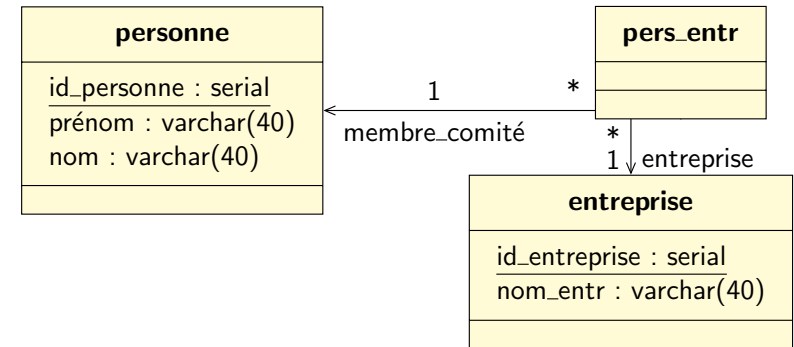 personne
id_personne : serial
prénom : varchar(40)
nom : varchar(40)
pers_entr
1
*
membre_comité
*
1
entreprise
entreprise
id_entreprise : serial
nom_entr : varchar(40)